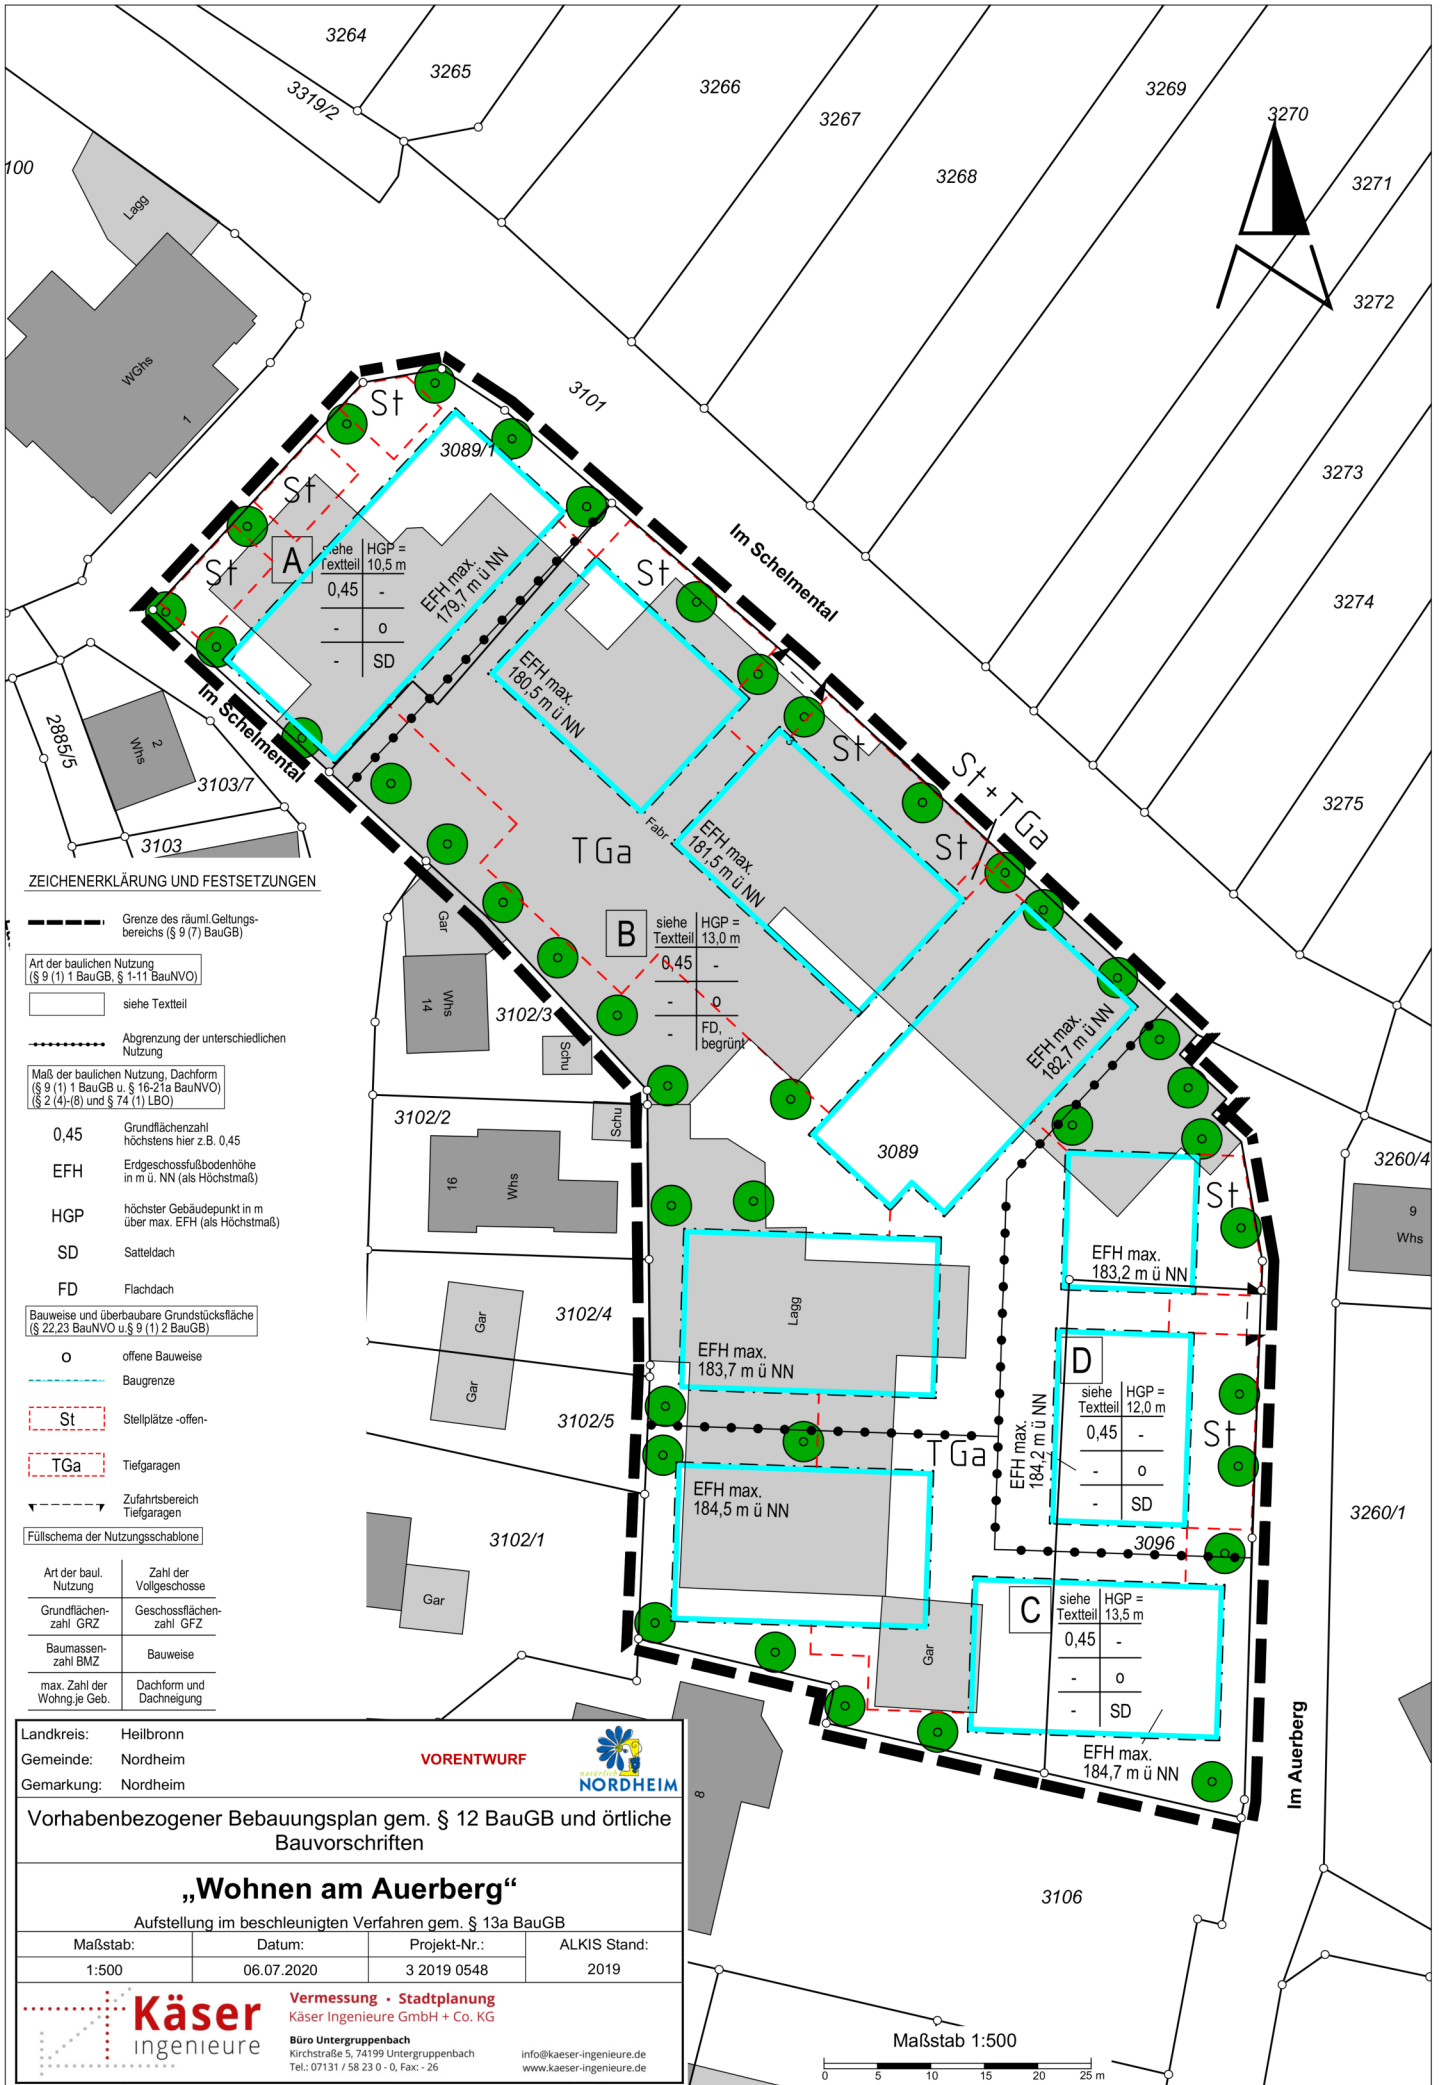 3264
3265
3319/2
3266
3267
3268
3269
3270
3271
3272
3273
3274
3275
100
Lagg
WGhs
1
3101
St
3089/1
St
St
A
siehe
Textteil
HGP =
10,5 m
0,45
-
-
o
-
SD
EFH max.
179,7 m ü NN
Im Schelmental
St
EFH max.
180,5 m ü NN
Im Schelmental
2885/5
2
Whs
3103/7
3103
3
St
St + TGa
St
Fabr
TGa
EFH max.
181,5 m ü NN
B
siehe
Textteil
HGP =
13,0 m
0,45
-
-
o
-
FD,
begrünt
EFH max.
182,7 m ü NN
Gar
14
Whs
3102/3
Schu
Schu
3102/2
16
Whs
3089
3260/4
9
Whs
St
EFH max.
183,2 m ü NN
Gar
Gar
3102/4
Lagg
EFH max.
183,7 m ü NN
3102/5
D
siehe
Textteil
HGP =
12,0 m
0,45
-
-
o
-
SD
EFH max.
184,2 m ü NN
St
TGa
EFH max.
184,5 m ü NN
3102/1
Gar
3260/1
3096
C
siehe
Textteil
HGP =
13,5 m
0,45
-
-
o
-
SD
Gar
EFH max.
184,7 m ü NN
Im Auerberg
8
3106
ZEICHENERKLÄRUNG UND FESTSETZUNGEN
Grenze des räuml.Geltungs-
bereichs (§ 9 (7) BauGB)
Art der baulichen Nutzung
(§ 9 (1) 1 BauGB, § 1-11 BauNVO)
siehe Textteil
Abgrenzung der unterschiedlichen
Nutzung
Maß der baulichen Nutzung, Dachform
(§ 9 (1) 1 BauGB u. § 16-21a BauNVO)
(§ 2 (4)-(8) und § 74 (1) LBO)
0,45 Grundflächenzahl
höchstens hier z.B. 0,45
EFH Erdgeschossfußbodenhöhe
in m ü. NN (als Höchstmaß)
HGP höchster Gebäudepunkt in m
über max. EFH (als Höchstmaß)
SD Satteldach
FD Flachdach
Bauweise und überbaubare Grundstücksfläche
(§ 22,23 BauNVO u.§ 9 (1) 2 BauGB)
o offene Bauweise
Baugrenze
St Stellplätze -offen-
TGa Tiefgaragen
Zufahrtsbereich
Tiefgaragen
Füllschema der Nutzungsschablone
Art der baul.
Nutzung
Zahl der
Vollgeschosse
Grundflächen-
zahl GRZ
Geschossflächen-
zahl GFZ
Baumassen-
zahl BMZ
Bauweise
max. Zahl der
Wohng.je Geb.
Dachform und
Dachneigung
Landkreis: Heilbronn
Gemeinde: Nordheim
Gemarkung: Nordheim
VORENTWURF
natürlich
NORDHEIM
Vorhabenbezogener Bebauungsplan gem. § 12 BauGB und örtliche
Bauvorschriften
„Wohnen am Auerberg“
Aufstellung im beschleunigten Verfahren gem. § 13a BauGB
Maßstab: Datum: Projekt-Nr.: ALKIS Stand:
1:500 06.07.2020 3 2019 0548 2019
Käser
ingenieure
Vermessung • Stadtplanung
Käser Ingenieure GmbH + Co. KG
Büro Untergruppenbach
Kirchstraße 5, 74199 Untergruppenbach
Tel.: 07131 / 58 23 0 - 0, Fax: - 26
info@kaeser-ingenieure.de
www.kaeser-ingenieure.de
Maßstab 1:500
0 5 10 15 20 25 m